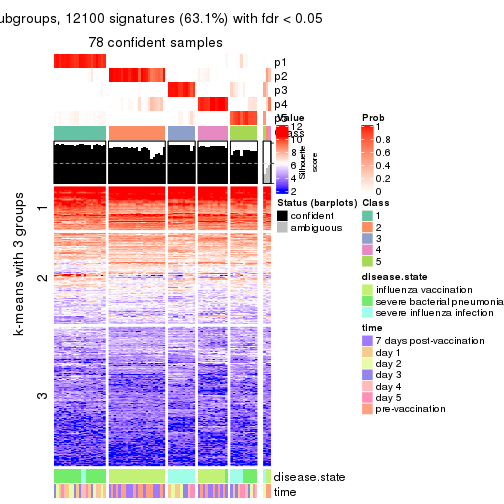 ubgroups, 12100 signatures (63.1%) with fdr < 0.05
78 confident samples
p1
p2
p3
p4
p5
Class
Silhouette
score
k-means with 3 groups
1
2
3
disease.state
time
Value
12
10
8
6
4
2
Status (barplots)
confident
ambiguous
Prob
1
0.8
0.6
0.4
0.2
0
Class
1
2
3
4
5
disease.state
influenza vaccination
severe bacterial pneumonia
severe influenza infection
time
7 days post-vaccination
day 1
day 2
day 3
day 4
day 5
pre-vaccination